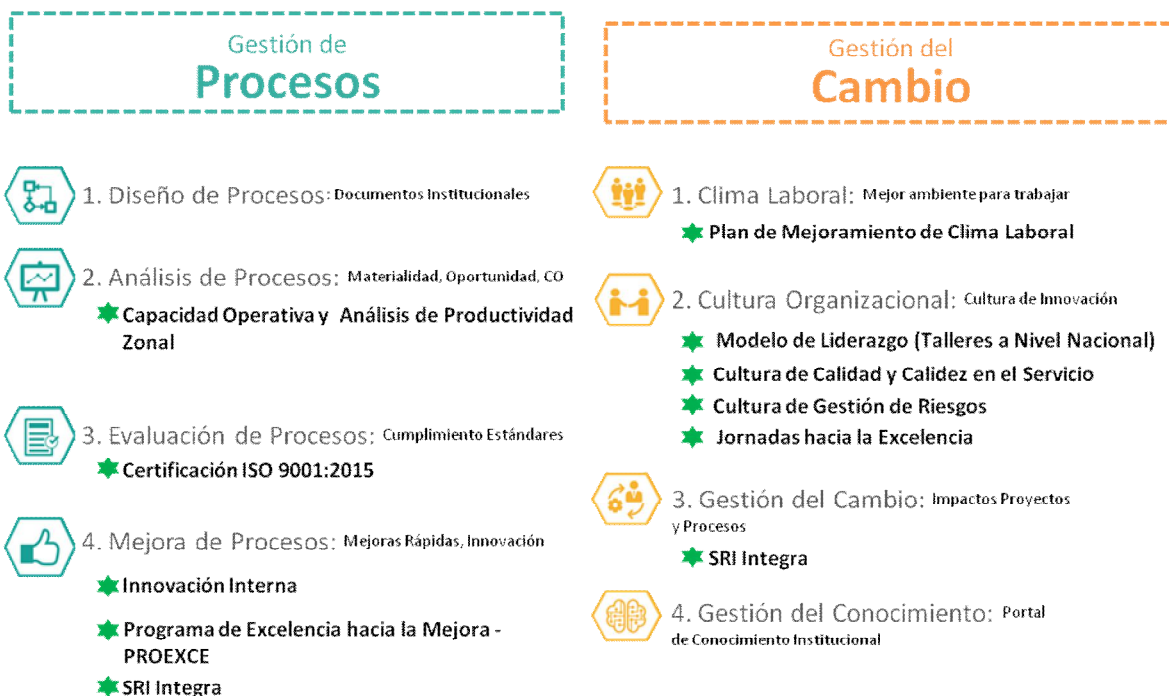 Gestión de
Procesos
1. Diseño de Procesos: Documentos Institucionales
2. Análisis de Procesos: Materialidad, Oportunidad, CO
Capacidad Operativa y Análisis de Productividad
Zonal
3. Evaluación de Procesos: Cumplimiento Estándares
Certificación ISO 9001:2015
4. Mejora de Procesos: Mejoras Rápidas, Innovación
Innovación Interna
Programa de Excelencia hacia la Mejora -
PROEXCE
SRI Integra
Gestión del
Cambio
1. Clima Laboral: Mejor ambiente para trabajar
Plan de Mejoramiento de Clima Laboral
2. Cultura Organizacional: Cultura de Innovación
Modelo de Liderazgo (Talleres a Nivel Nacional)
Cultura de Calidad y Calidez en el Servicio
Cultura de Gestión de Riesgos
Jornadas hacia la Excelencia
3. Gestión del Cambio: Impactos Proyectos
y Procesos
SRI Integra
4. Gestión del Conocimiento: Portal
de Conocimiento Institucional